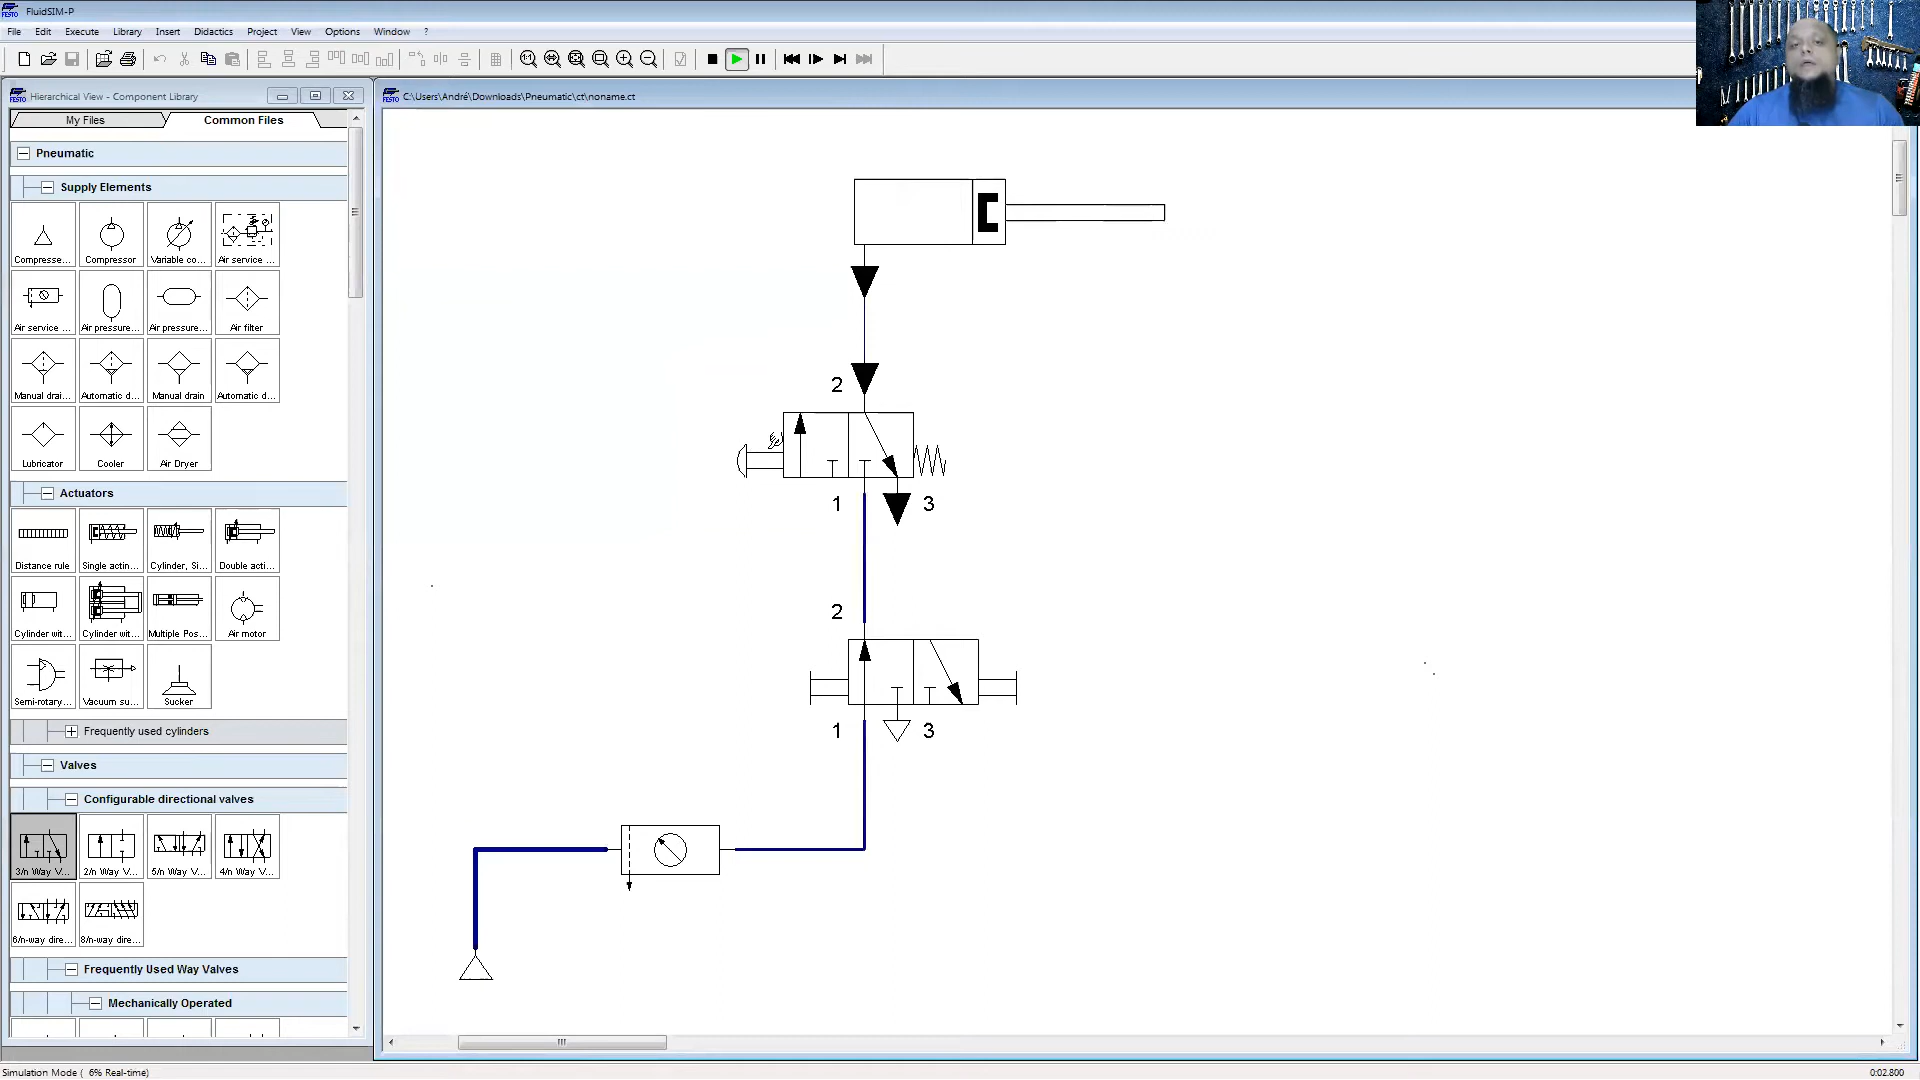 FluidSIM-P
File Edit Execute Library Insert Didactics Project View Options Window ?
Hierarchical View - Component Library
C:\Users\André\Downloads\Pneumatic\ct\noname.ct
My Files Common Files
Pneumatic
Supply Elements
Compresse... Compressor Variable co... Air service ...
Air service ... Air pressure... Air pressure... Air filter
Manual drai... Automatic d... Manual drain Automatic d...
Lubricator Cooler Air Dryer
Actuators
Distance rule Single actin... Cylinder, Si... Double acti...
Cylinder wit... Cylinder wit... Multiple Pos... Air motor
Semi-rotary... Vacuum su... Sucker
Frequently used cylinders
Valves
Configurable directional valves
3/n Way V... 2/n Way V... 5/n Way V... 4/n Way V...
6/n-way dire... 8/n-way dire...
Frequently Used Way Valves
Mechanically Operated
2
1 3
2
1 3
Simulation Mode ( 6% Real-time)
0:02.800
FESTO
FESTO
FESTO